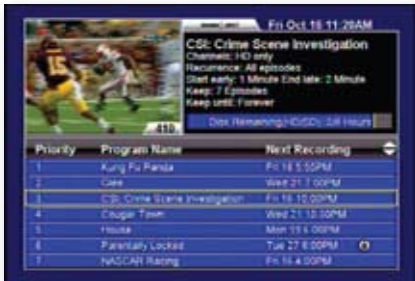 Fri Oct 16 11:20AM
CSI: Crime Scene Investigation
Channels: HD only
Recurrence: All episodes
Start early: 1 Minute End late: 2 Minute
Keep: 7 Episodes
Keep until: Forever
Disk Remaining(HD/SD): Hours
15
410
Priority Program Name Next Recording
1 Kung Fu Panda Fri 16 5:55PM
2 Glee Wed 21 7:00PM
3 CSI: Crime Scene Investigation Fri 16 10:00PM
4 Cougar Town Wed 21 10:00PM
5 House Mon 19 6:00PM
6 Parentally Locked Tue 27 8:00PM
7 NASCAR Racing Fri 16 4:00PM